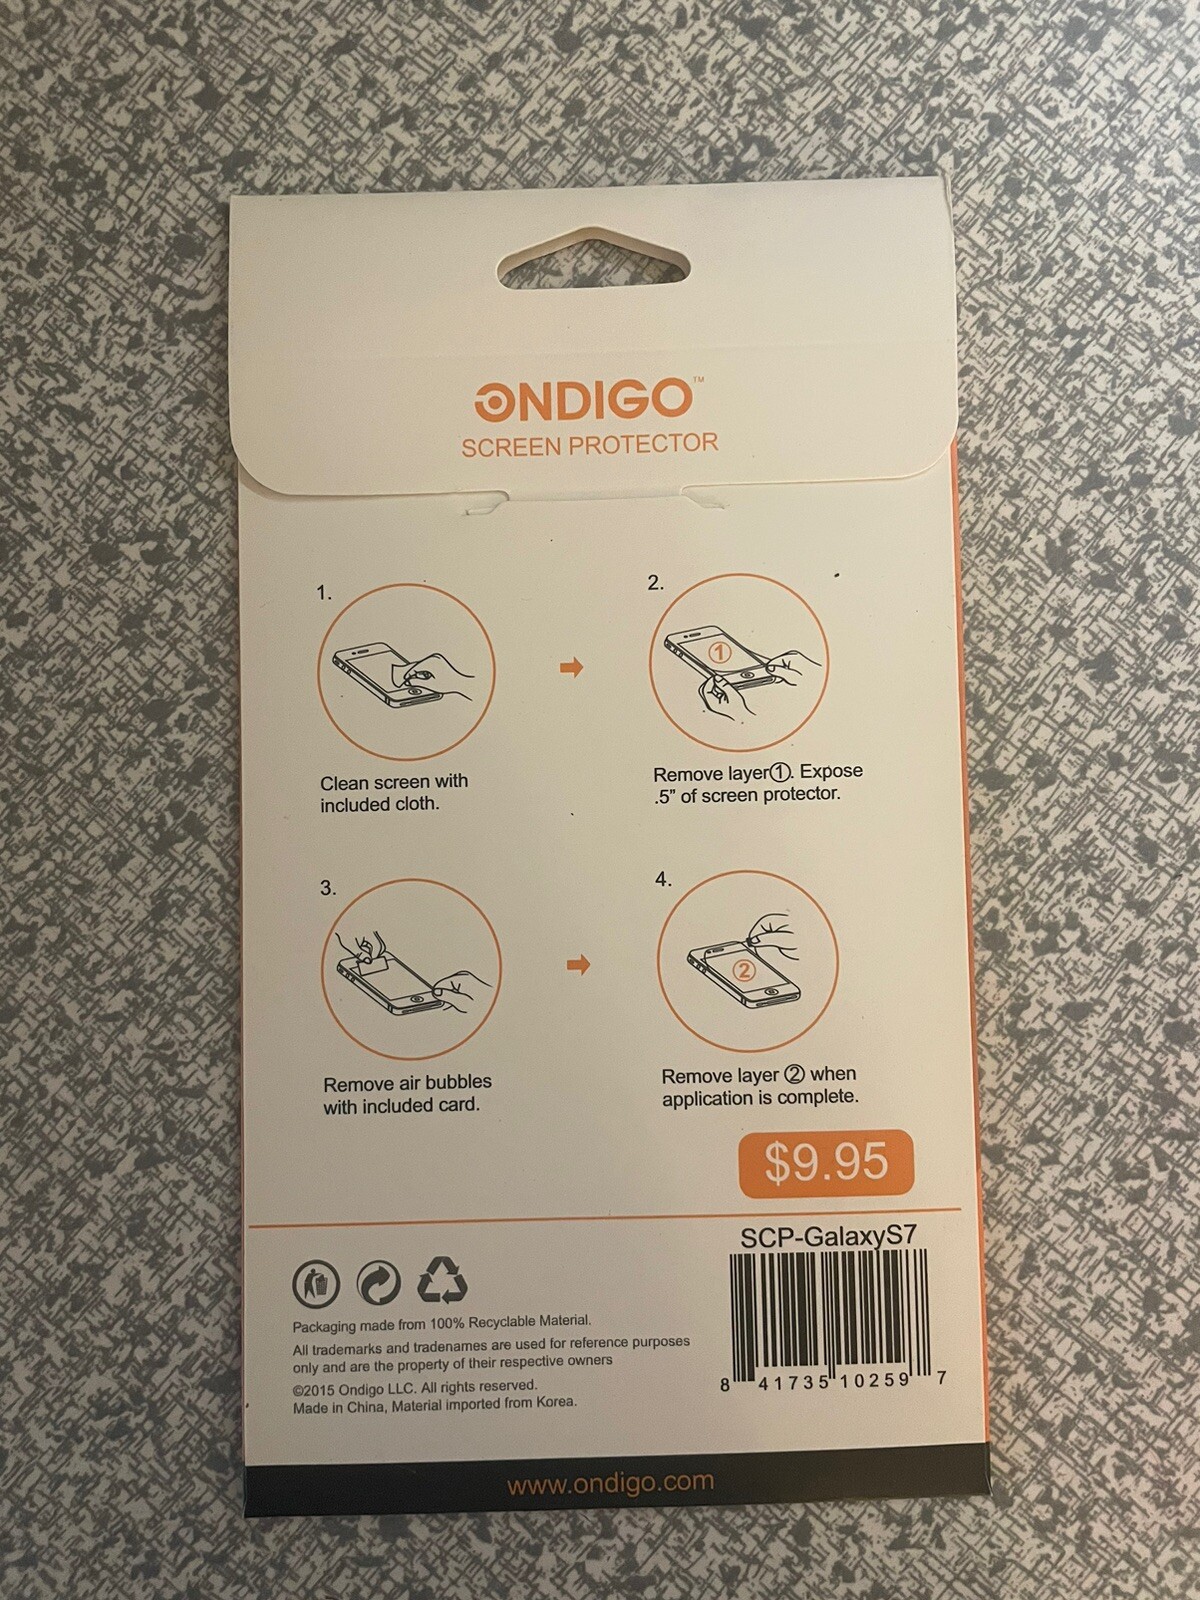 ONDIGO™
SCREEN PROTECTOR
1.
Clean screen with
included cloth.
2.
①
Remove layer①. Expose
.5" of screen protector.
3.
Remove air bubbles
with included card.
4.
②
Remove layer ② when
application is complete.
$9.95
SCP-GalaxyS7
8 41735 10259 7
Packaging made from 100% Recyclable Material.
All trademarks and tradenames are used for reference purposes
only and are the property of their respective owners
©2015 Ondigo LLC. All rights reserved.
Made in China, Material imported from Korea.
www.ondigo.com